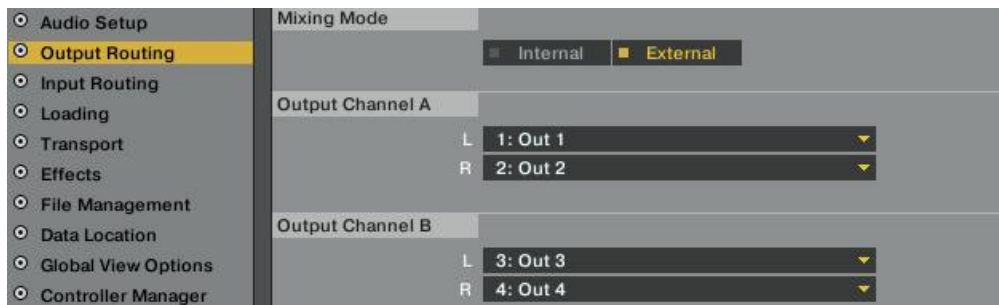 Audio Setup
Output Routing
Input Routing
Loading
Transport
Effects
File Management
Data Location
Global View Options
Controller Manager
Mixing Mode
Internal External
Output Channel A
L 1: Out 1
R 2: Out 2
Output Channel B
L 3: Out 3
R 4: Out 4